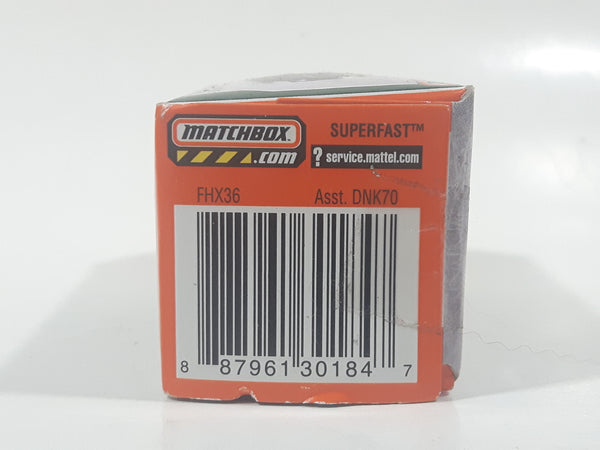 MATCHBOX
.com
SUPERFAST™
? service.mattel.com
FHX36 Asst. DNK70
8 87961 30184 7